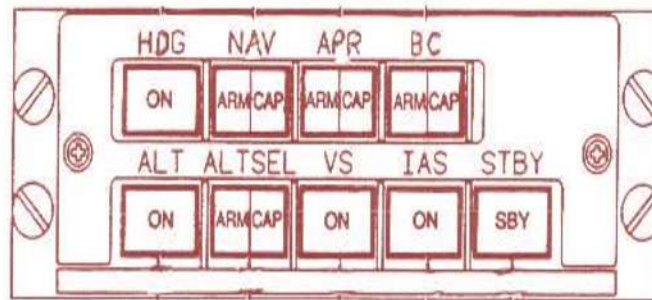 HDG NAV APR BC
ON ARM CAP ARM CAP ARM CAP
ALT ALTSEL VS IAS STBY
ON ARM CAP ON ON SBY